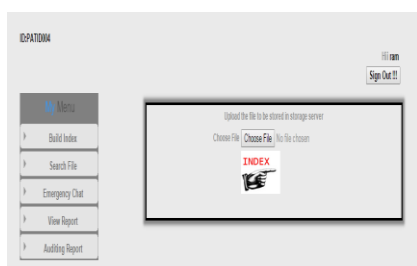 ID:PATID004
Hi ram
Sign Out !!
Menu
Build Index
Search File
Emergency Chat
View Report
Auditing Report
Upload the file to be stored in storage server
Choose File Choose File No file chosen
INDEX